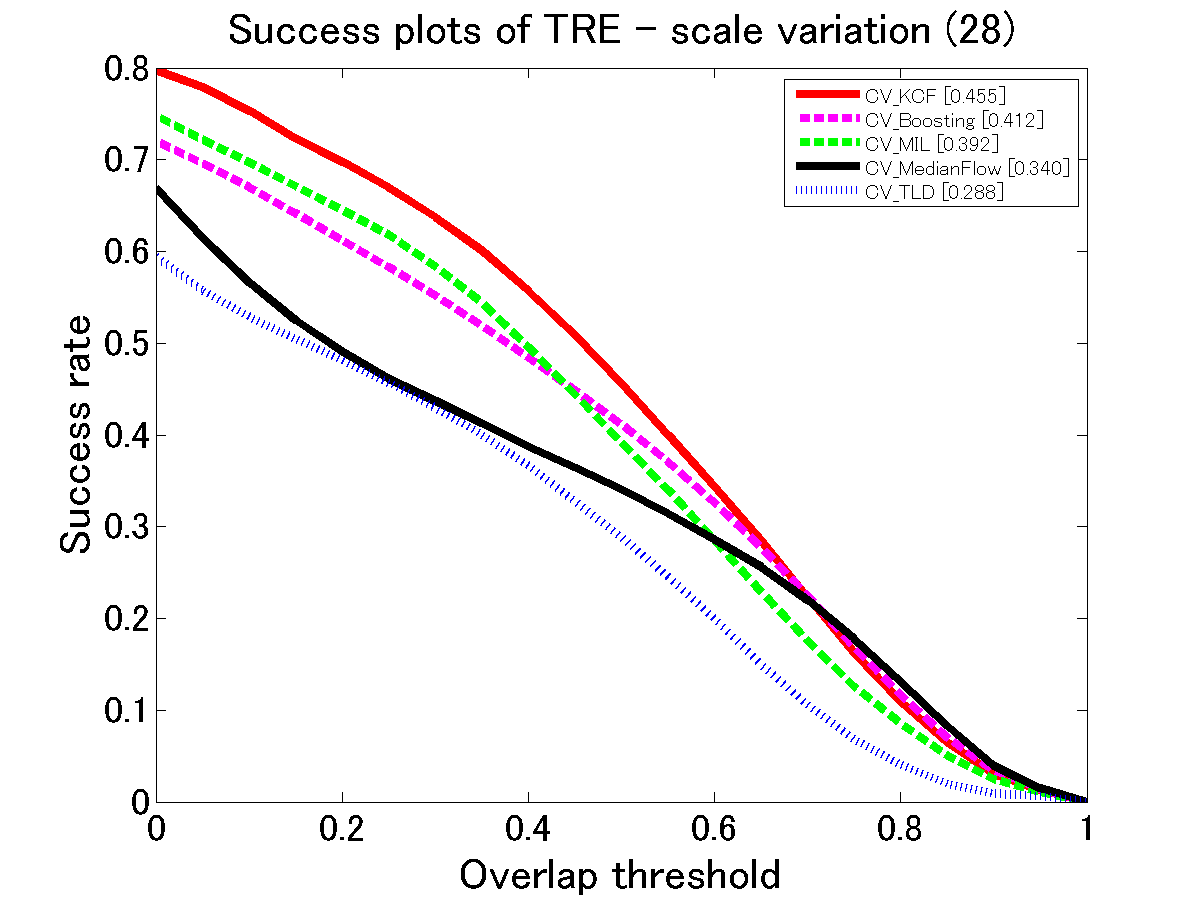 Success plots of TRE - scale variation (28)
CV_KCF [0.455]
CV_Boosting [0.412]
CV_MIL [0.392]
CV_MedianFlow [0.340]
CV_TLD [0.288]
0.8
0.7
0.6
0.5
0.4
0.3
0.2
0.1
0
Success rate
0 0.2 0.4 0.6 0.8 1
Overlap threshold